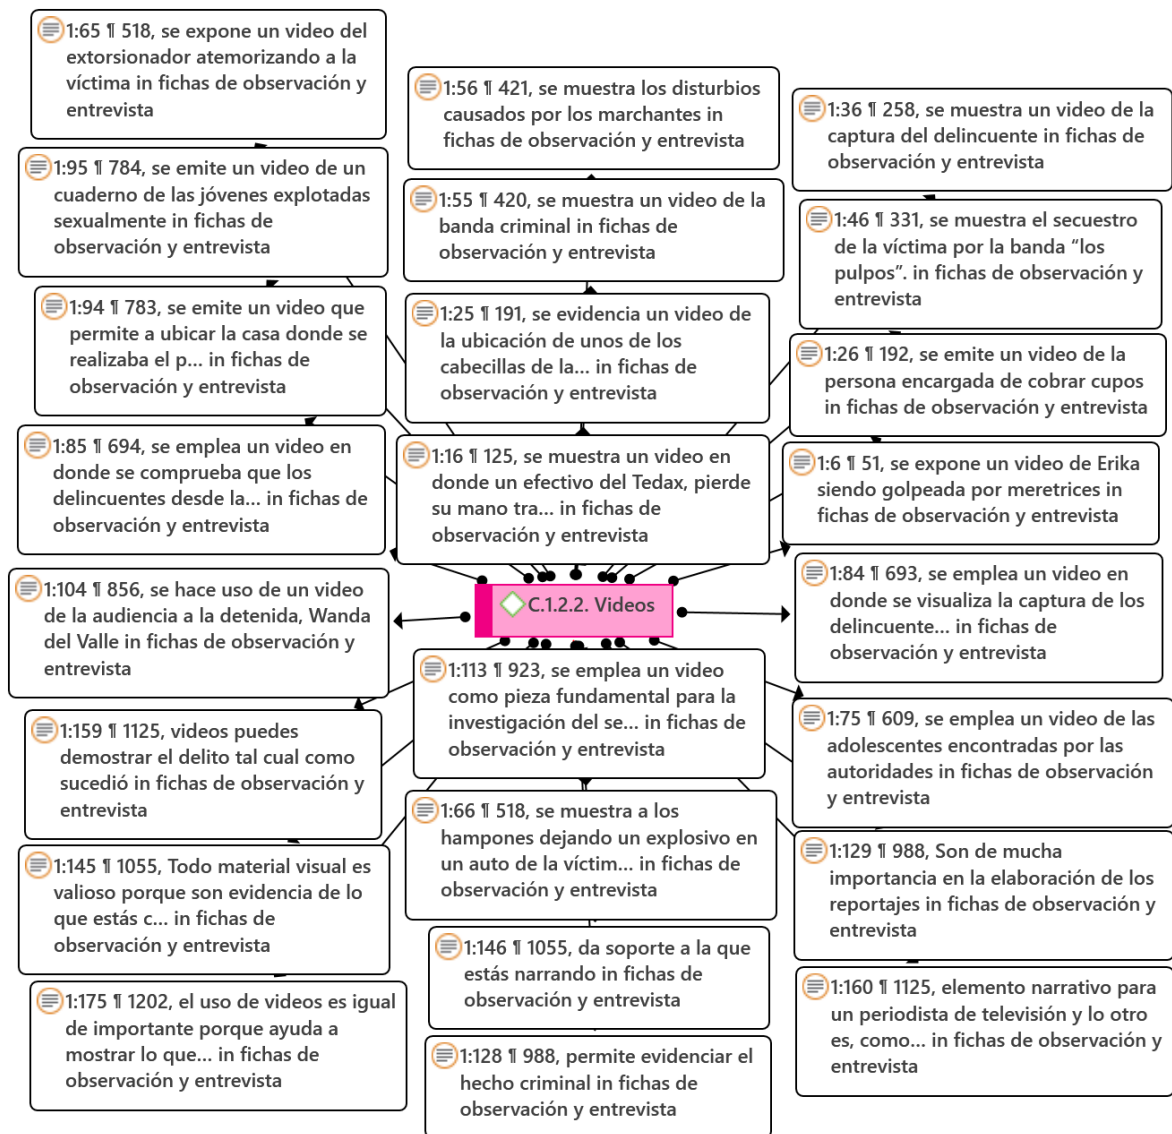 1:65 ¶ 518, se expone un video del
extorsionador atemorizando a la
víctima in fichas de observación y
entrevista
1:95 ¶ 784, se emite un video de un
cuaderno de las jóvenes explotadas
sexualmente in fichas de
observación y entrevista
1:94 ¶ 783, se emite un video que
permite a ubicar la casa donde se
realizaba el p... in fichas de
observación y entrevista
1:85 ¶ 694, se emplea un video en
donde se comprueba que los
delincuentes desde la... in fichas de
observación y entrevista
1:104 ¶ 856, se hace uso de un video
de la audiencia a la detenida, Wanda
del Valle in fichas de observación y
entrevista
1:159 ¶ 1125, videos puedes
demostrar el delito tal cual como
sucedió in fichas de observación y
entrevista
1:145 ¶ 1055, Todo material visual es
valioso porque son evidencia de lo
que estás c... in fichas de
observación y entrevista
1:175 ¶ 1202, el uso de videos es igual
de importante porque ayuda a
mostrar lo que... in fichas de
observación y entrevista
1:56 ¶ 421, se muestra los disturbios
causados por los marchantes in
fichas de observación y entrevista
1:55 ¶ 420, se muestra un video de la
banda criminal in fichas de
observación y entrevista
1:25 ¶ 191, se evidencia un video de
la ubicación de unos de los
cabecillas de la... in fichas de
observación y entrevista
1:16 ¶ 125, se muestra un video en
donde un efectivo del Tedax, pierde
su mano tra... in fichas de
observación y entrevista
C.1.2.2. Videos
1:113 ¶ 923, se emplea un video
como pieza fundamental para la
investigación del se... in fichas de
observación y entrevista
1:66 ¶ 518, se muestra a los
hampones dejando un explosivo en
un auto de la víctim... in fichas de
observación y entrevista
1:146 ¶ 1055, da soporte a la que
estás narrando in fichas de
observación y entrevista
1:128 ¶ 988, permite evidenciar el
hecho criminal in fichas de
observación y entrevista
1:36 ¶ 258, se muestra un video de la
captura del delincuente in fichas de
observación y entrevista
1:46 ¶ 331, se muestra el secuestro
de la víctima por la banda “los
pulpos”. in fichas de observación y
entrevista
1:26 ¶ 192, se emite un video de la
persona encargada de cobrar cupos
in fichas de observación y entrevista
1:6 ¶ 51, se expone un video de Erika
siendo golpeada por meretrices in
fichas de observación y entrevista
1:84 ¶ 693, se emplea un video en
donde se visualiza la captura de los
delincuente... in fichas de
observación y entrevista
1:75 ¶ 609, se emplea un video de las
adolescentes encontradas por las
autoridades in fichas de observación
y entrevista
1:129 ¶ 988, Son de mucha
importancia en la elaboración de los
reportajes in fichas de observación y
entrevista
1:160 ¶ 1125, elemento narrativo para
un periodista de televisión y lo otro
es, como... in fichas de observación y
entrevista